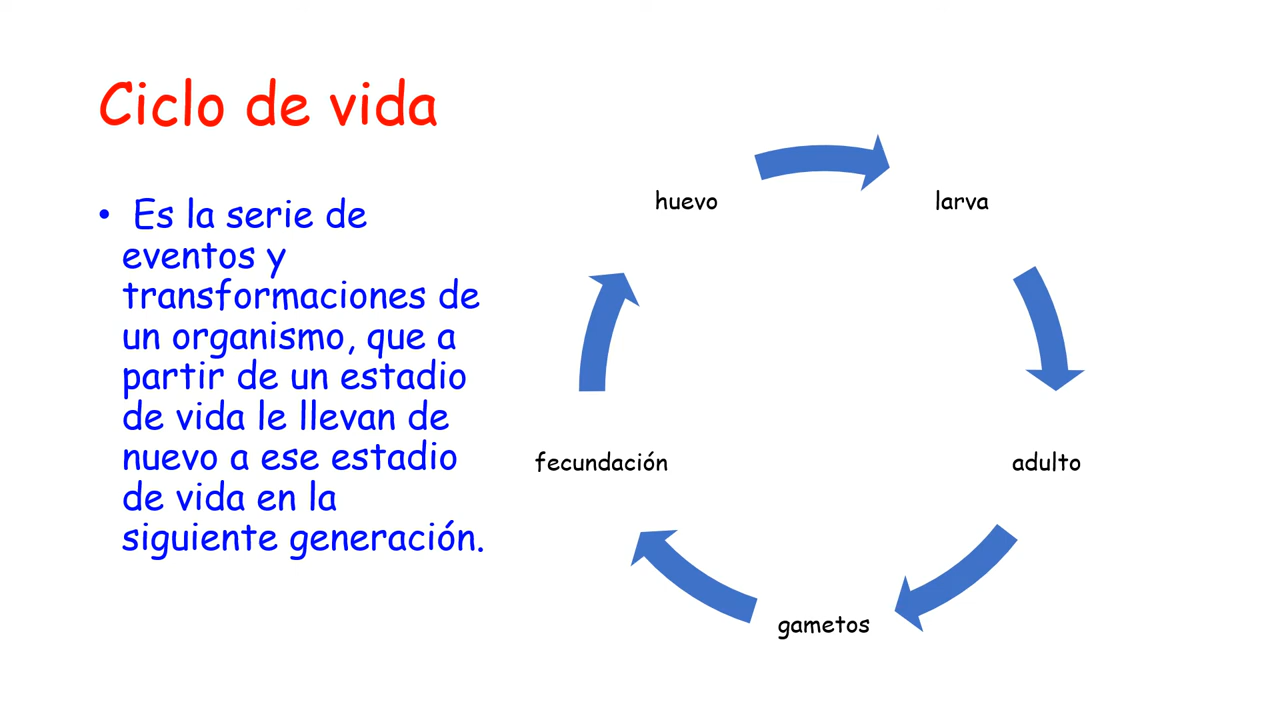 Ciclo de vida
• Es la serie de
eventos y
transformaciones de
un organismo, que a
partir de un estadio
de vida le llevan de
nuevo a ese estadio
de vida en la
siguiente generación.
huevo
larva
adulto
gametos
fecundación